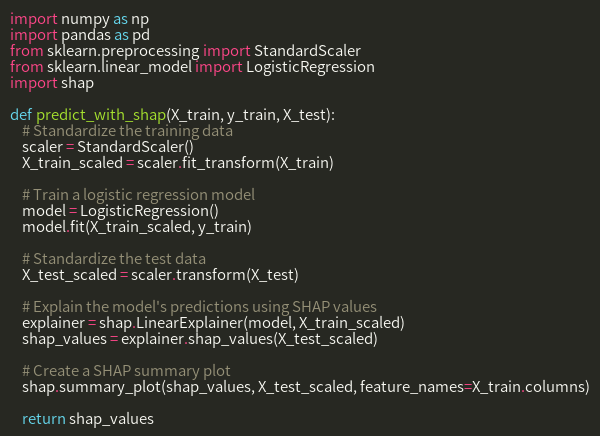 import numpy as np
import pandas as pd
from sklearn.preprocessing import StandardScaler
from sklearn.linear_model import LogisticRegression
import shap

def predict_with_shap(X_train, y_train, X_test):
    # Standardize the training data
    scaler = StandardScaler()
    X_train_scaled = scaler.fit_transform(X_train)

    # Train a logistic regression model
    model = LogisticRegression()
    model.fit(X_train_scaled, y_train)

    # Standardize the test data
    X_test_scaled = scaler.transform(X_test)

    # Explain the model's predictions using SHAP values
    explainer = shap.LinearExplainer(model, X_train_scaled)
    shap_values = explainer.shap_values(X_test_scaled)

    # Create a SHAP summary plot
    shap.summary_plot(shap_values, X_test_scaled, feature_names=X_train.columns)

    return shap_values